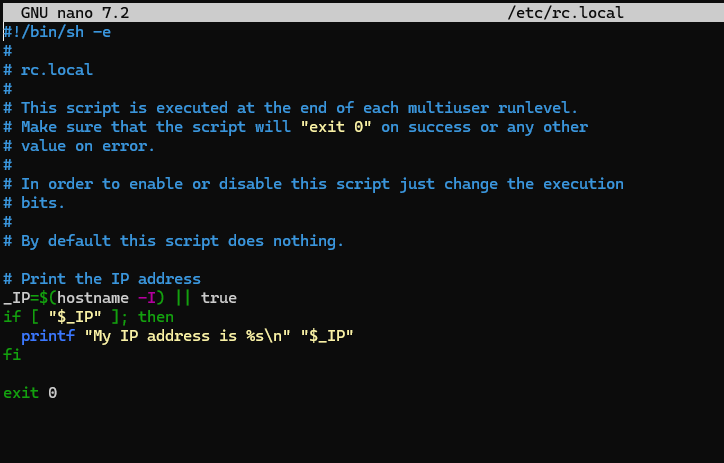 GNU nano 7.2 /etc/rc.local
#!/bin/sh -e
#
# rc.local
#
# This script is executed at the end of each multiuser runlevel.
# Make sure that the script will "exit 0" on success or any other
# value on error.
#
# In order to enable or disable this script just change the execution
# bits.
#
# By default this script does nothing.

# Print the IP address
_IP=$(hostname -I) || true
if [ "$_IP" ]; then
  printf "My IP address is %s\n" "$_IP"
fi

exit 0